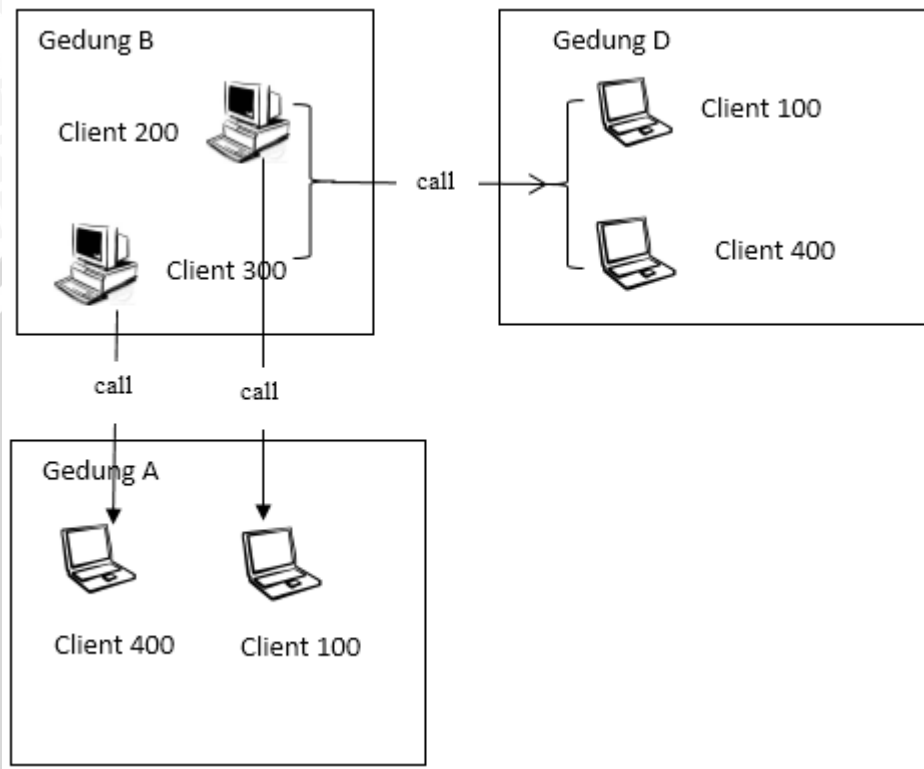 Gedung B
Client 200
Client 300
call
Gedung D
Client 100
Client 400
call
call
Gedung A
Client 400
Client 100